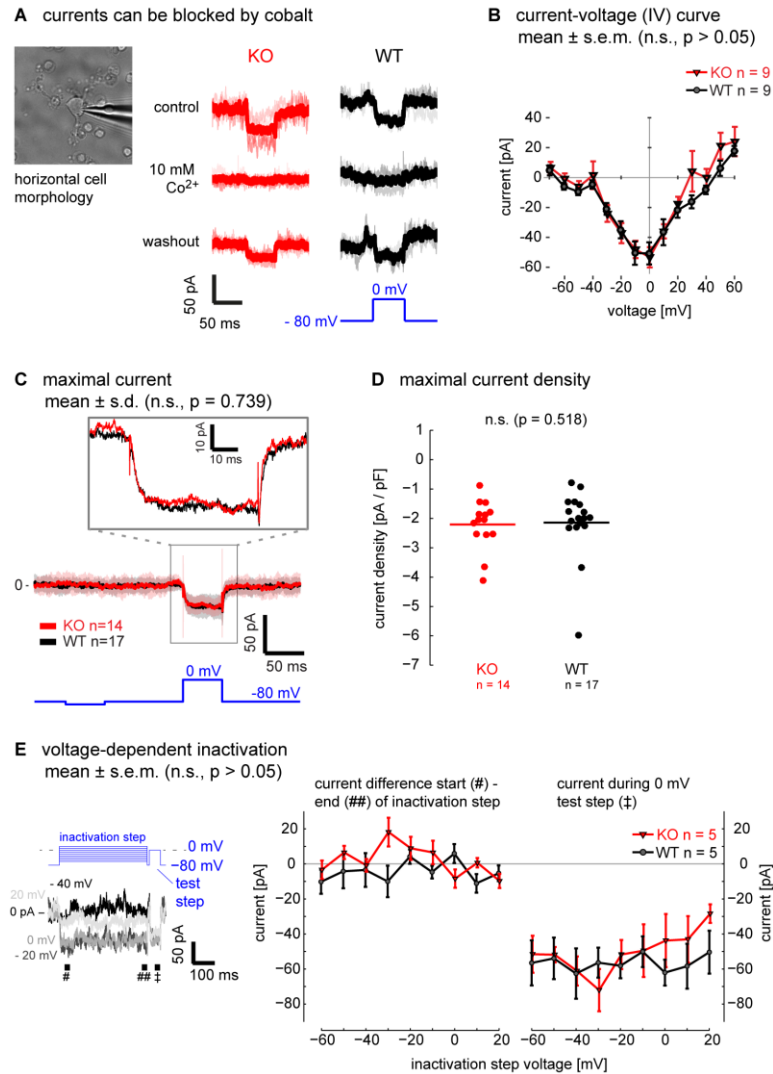 A currents can be blocked by cobalt
KO
WT
control
10 mM
Co2+
washout
horizontal cell
morphology
50 pA
50 ms
0 mV
- 80 mV
B current-voltage (IV) curve
mean ± s.e.m. (n.s., p > 0.05)
KO n = 9
WT n = 9
current [pA]
40
20
0
-20
-40
-60
-60 -40 -20 0 20 40 60
voltage [mV]
C maximal current
mean ± s.d. (n.s., p = 0.739)
10 pA
10 ms
0 -
KO n=14
WT n=17
50 pA
50 ms
0 mV
-80 mV
D maximal current density
n.s. (p = 0.518)
current density [pA / pF]
1
0
−1
−2
−3
−4
−5
−6
−7
KO
n = 14
WT
n = 17
E voltage-dependent inactivation
mean ± s.e.m. (n.s., p > 0.05)
inactivation step
0 mV
−80 mV
test
step
- 40 mV
20 mV
0 pA
0 mV
- 20 mV
# ## ‡
50 pA
100 ms
current difference start (#) -
end (##) of inactivation step
current [pA]
20
0
−20
−40
−60
−80
−60 −40 −20 0 20
current during 0 mV
test step (‡)
KO n = 5
WT n = 5
20
0
−20
−40
−60
−80
current [pA]
−60 −40 −20 0 20
inactivation step voltage [mV]